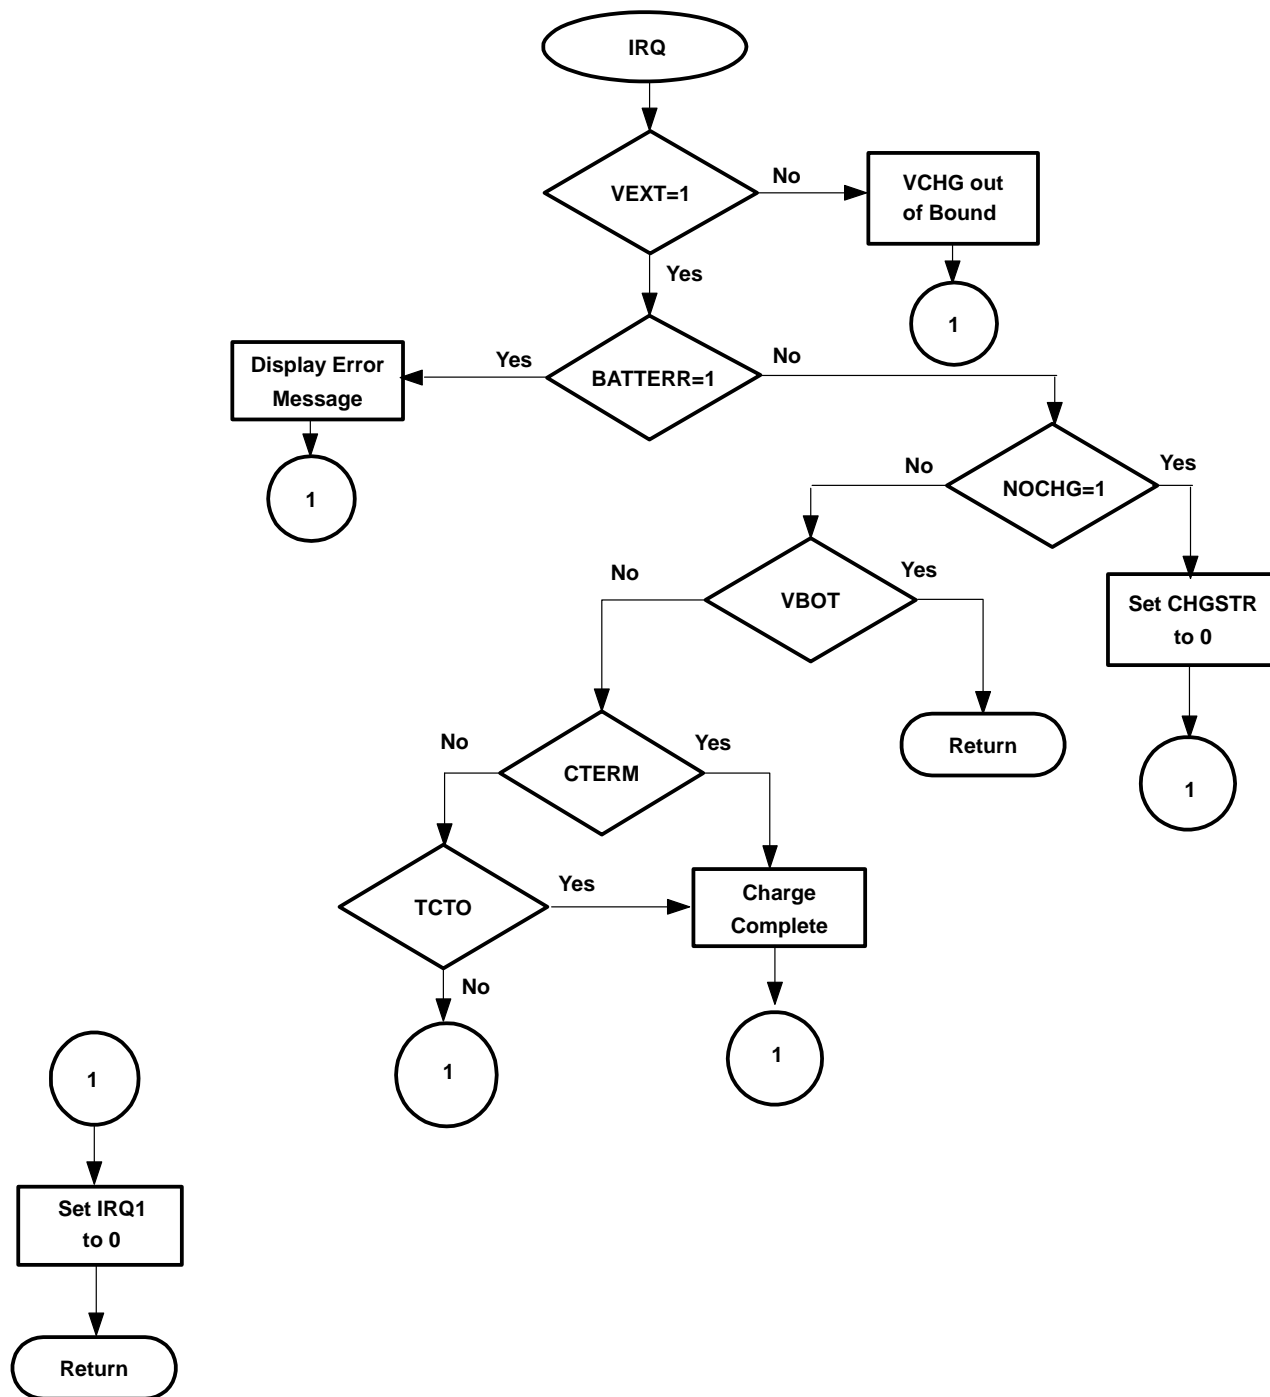 IRQ
VEXT=1
No
VCHG out
of Bound
Yes
1
Display Error
Message
Yes
BATTERR=1
No
1
No
NOCHG=1
Yes
No
VBOT
Yes
Set CHGSTR
to 0
Return
1
No
CTERM
Yes
TCTO
Yes
Charge
Complete
No
1
1
1
Set IRQ1
to 0
Return